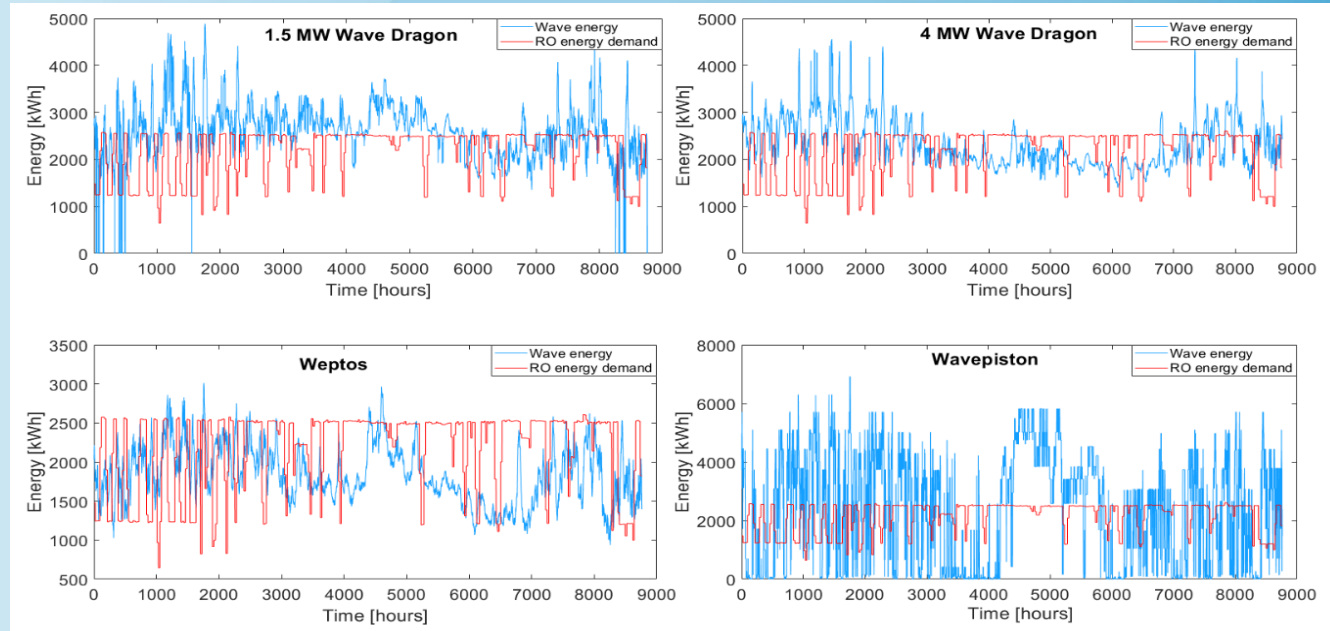 1.5 MW Wave Dragon
Wave energy
RO energy demand
Energy [kWh]
5000
4000
3000
2000
1000
0
0 1000 2000 3000 4000 5000 6000 7000 8000 9000
Time [hours]
4 MW Wave Dragon
Wave energy
RO energy demand
Energy [kWh]
5000
4000
3000
2000
1000
0
0 1000 2000 3000 4000 5000 6000 7000 8000 9000
Time [hours]
Weptos
Wave energy
RO energy demand
Energy [kWh]
3500
3000
2500
2000
1500
1000
500
0 1000 2000 3000 4000 5000 6000 7000 8000 9000
Time [hours]
Wavepiston
Wave energy
RO energy demand
Energy [kWh]
8000
6000
4000
2000
0
0 1000 2000 3000 4000 5000 6000 7000 8000 9000
Time [hours]